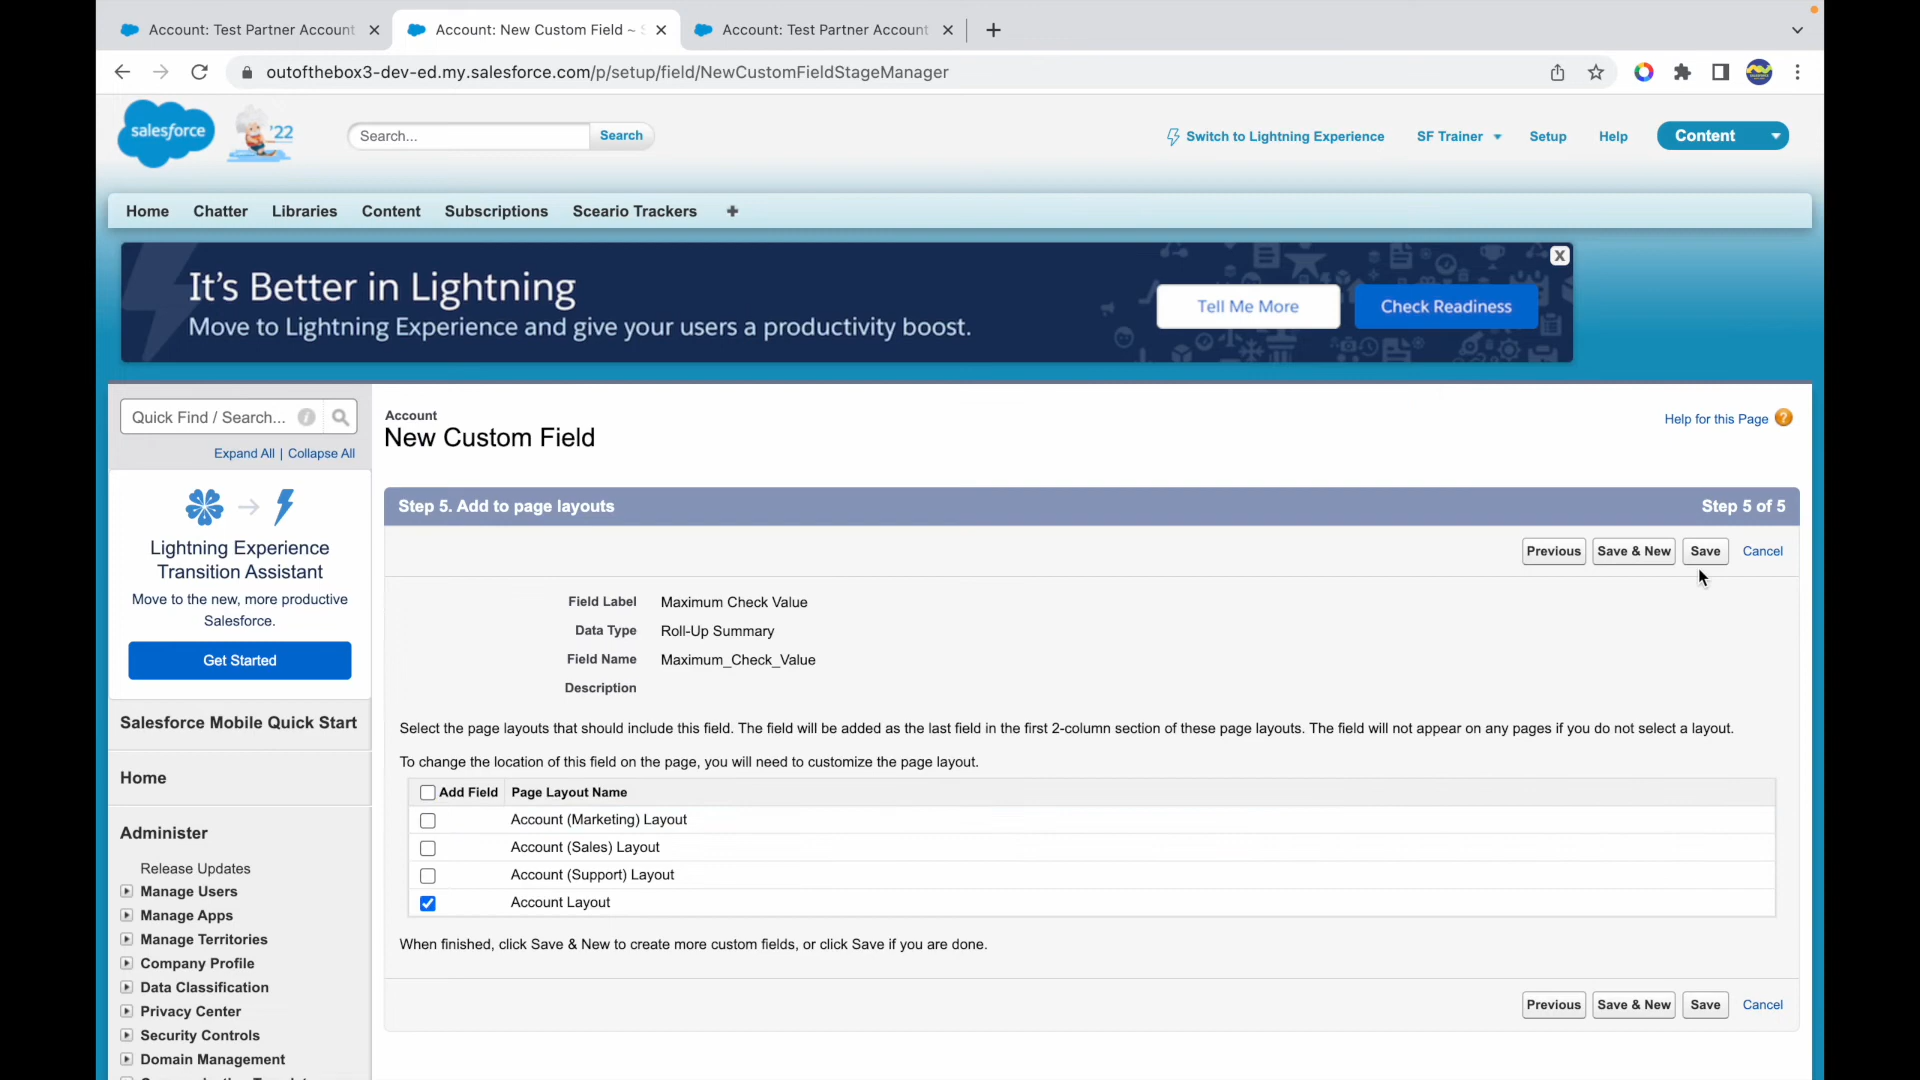 Account: Test Partner Account
Account: New Custom Field ~
Account: Test Partner Account
outofthebox3-dev-ed.my.salesforce.com/p/setup/field/NewCustomFieldStageManager
salesforce
'22
Search...
Search
Switch to Lightning Experience
SF Trainer
Setup
Help
Content
Home
Chatter
Libraries
Content
Subscriptions
Sceario Trackers
It's Better in Lightning
Move to Lightning Experience and give your users a productivity boost.
Tell Me More
Check Readiness
X
Quick Find / Search...
Expand All | Collapse All
Lightning Experience
Transition Assistant
Move to the new, more productive
Salesforce.
Get Started
Salesforce Mobile Quick Start
Home
Administer
Release Updates
Manage Users
Manage Apps
Manage Territories
Company Profile
Data Classification
Privacy Center
Security Controls
Domain Management
Account
New Custom Field
Help for this Page ?
Step 5. Add to page layouts
Step 5 of 5
Previous
Save & New
Save
Cancel
Field Label Maximum Check Value
Data Type Roll-Up Summary
Field Name Maximum_Check_Value
Description
Select the page layouts that should include this field. The field will be added as the last field in the first 2-column section of these page layouts. The field will not appear on any pages if you do not select a layout.
To change the location of this field on the page, you will need to customize the page layout.
Add Field Page Layout Name
Account (Marketing) Layout
Account (Sales) Layout
Account (Support) Layout
Account Layout
When finished, click Save & New to create more custom fields, or click Save if you are done.
Previous
Save & New
Save
Cancel